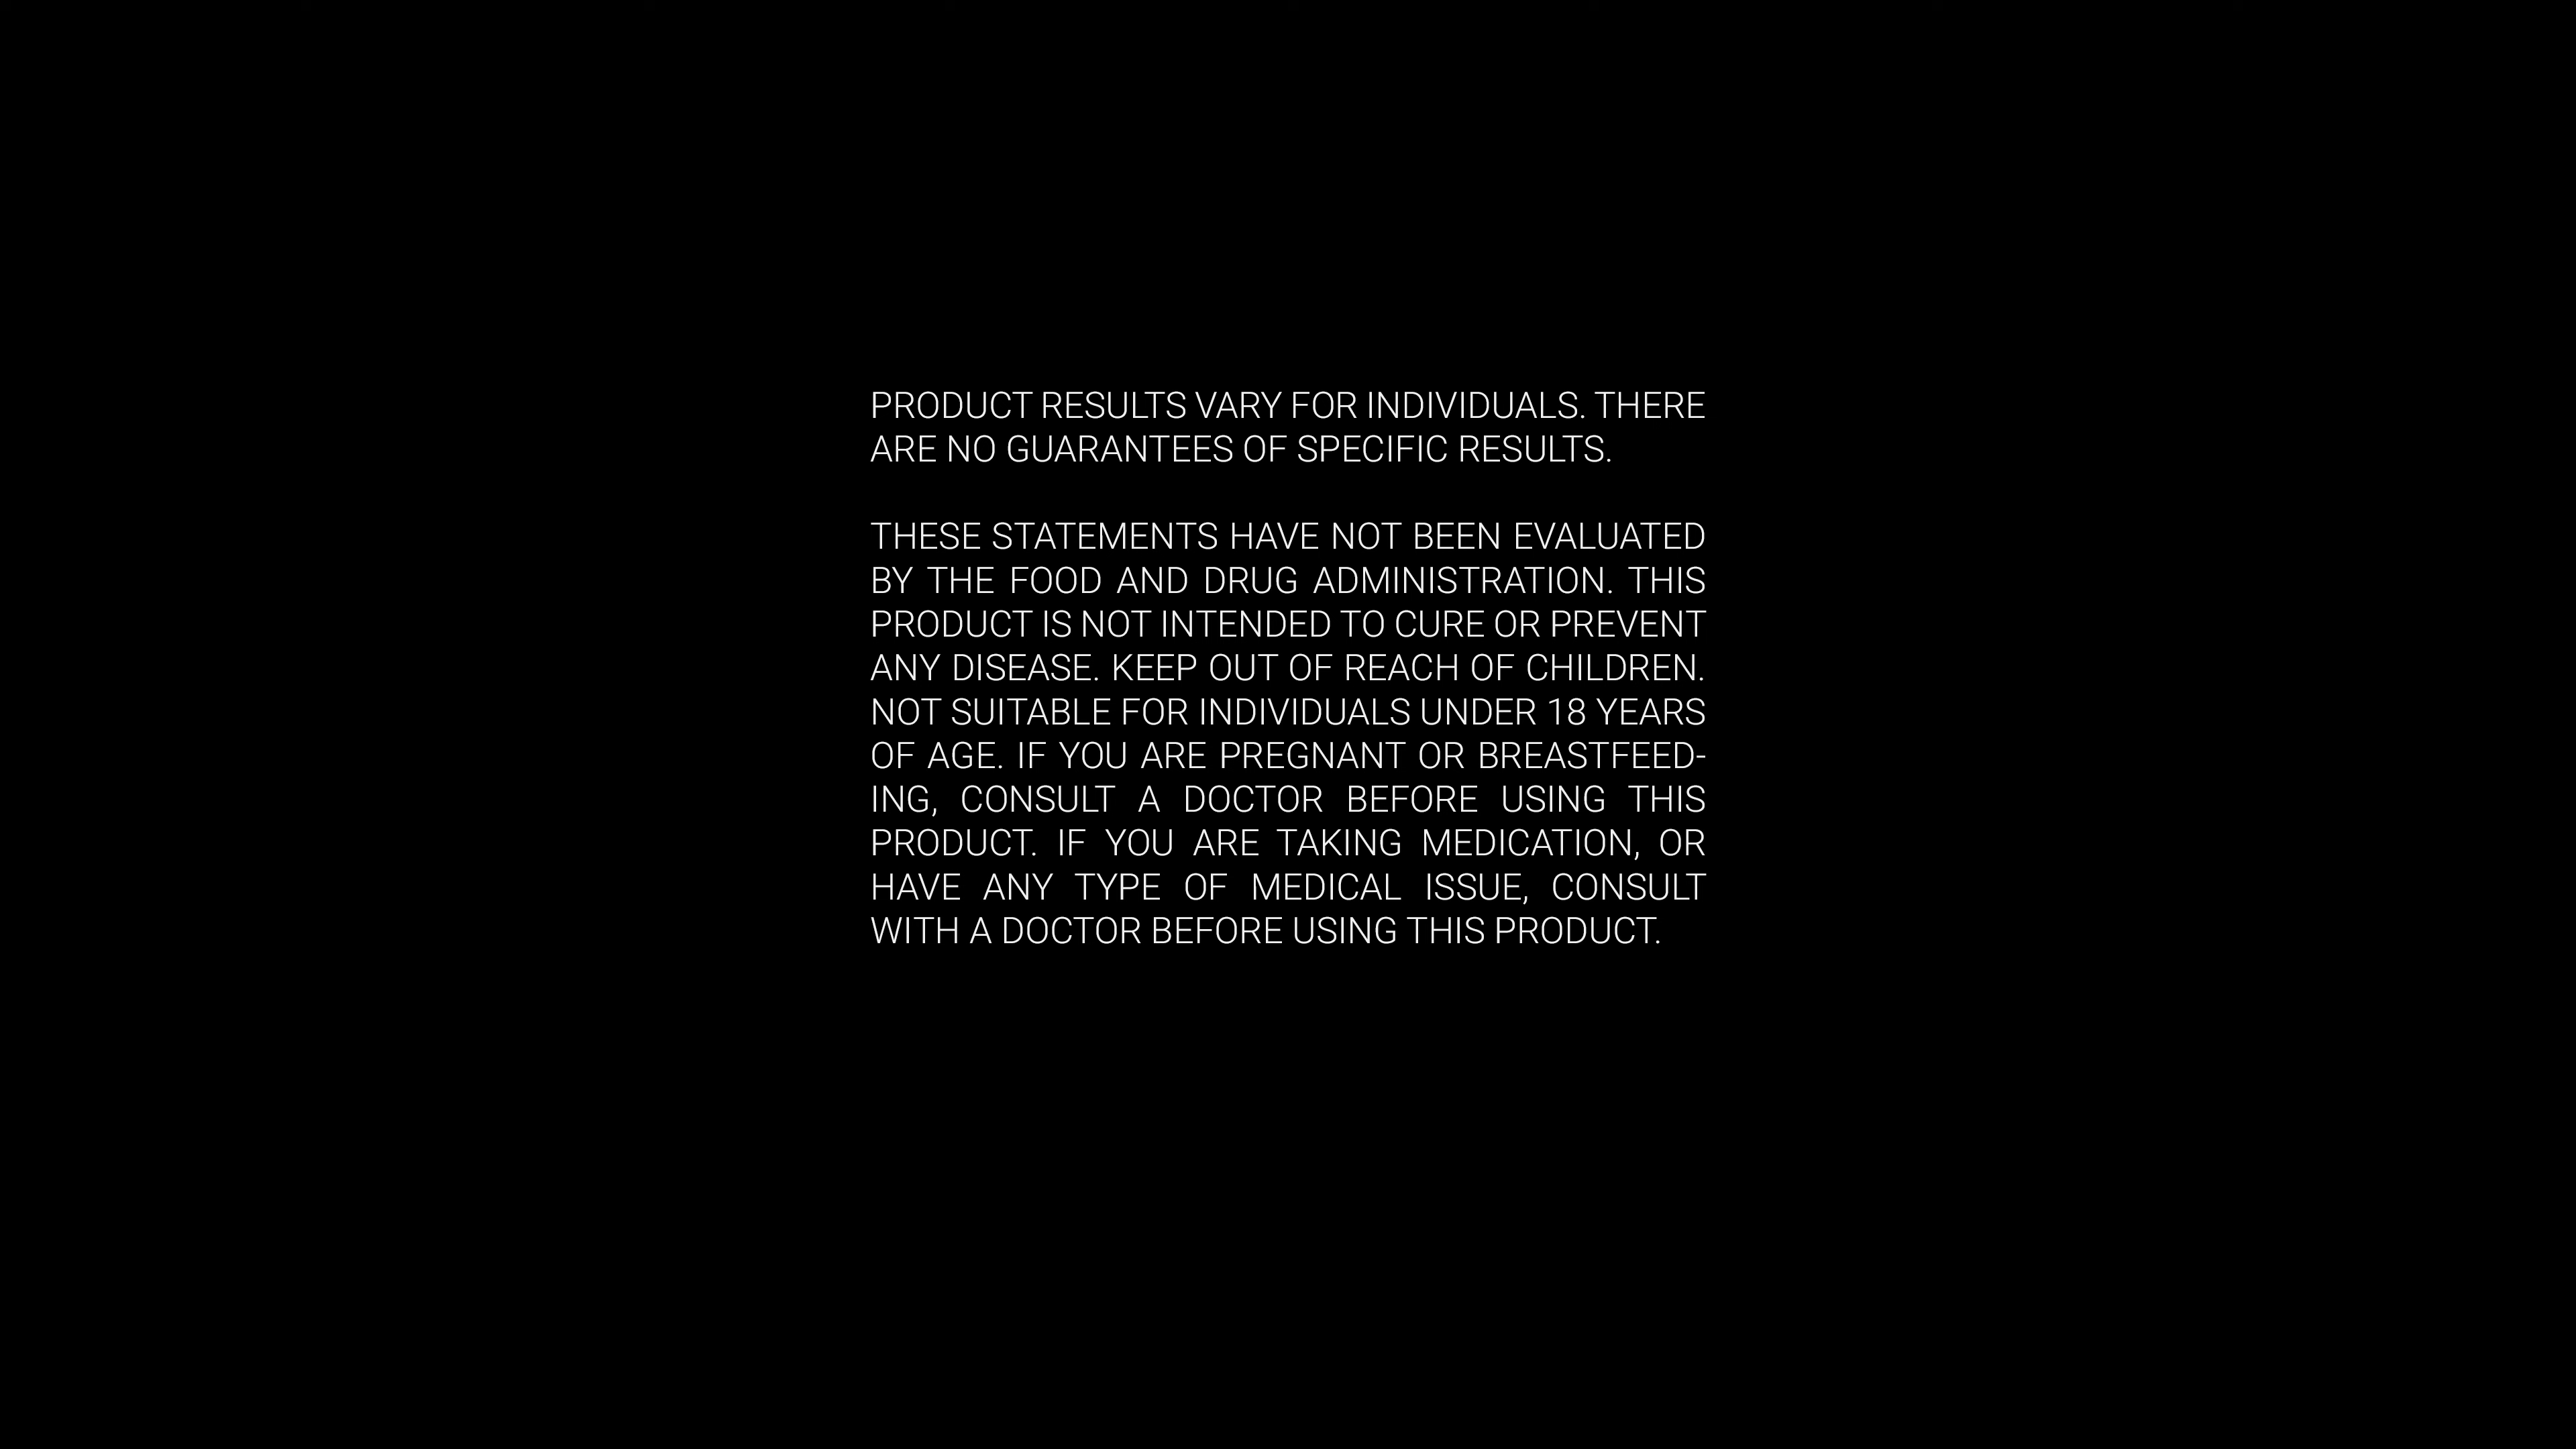 PRODUCT RESULTS VARY FOR INDIVIDUALS. THERE
ARE NO GUARANTEES OF SPECIFIC RESULTS.
THESE STATEMENTS HAVE NOT BEEN EVALUATED
BY THE FOOD AND DRUG ADMINISTRATION. THIS
PRODUCT IS NOT INTENDED TO CURE OR PREVENT
ANY DISEASE. KEEP OUT OF REACH OF CHILDREN.
NOT SUITABLE FOR INDIVIDUALS UNDER 18 YEARS
OF AGE. IF YOU ARE PREGNANT OR BREASTFEED-
ING, CONSULT A DOCTOR BEFORE USING THIS
PRODUCT. IF YOU ARE TAKING MEDICATION, OR
HAVE ANY TYPE OF MEDICAL ISSUE, CONSULT
WITH A DOCTOR BEFORE USING THIS PRODUCT.